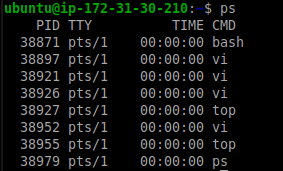 ubuntu@ip-172-31-30-210:~$ ps
PID TTY TIME CMD
38871 pts/1 00:00:00 bash
38897 pts/1 00:00:00 vi
38921 pts/1 00:00:00 vi
38926 pts/1 00:00:00 vi
38927 pts/1 00:00:00 top
38952 pts/1 00:00:00 vi
38955 pts/1 00:00:00 top
38979 pts/1 00:00:00 ps